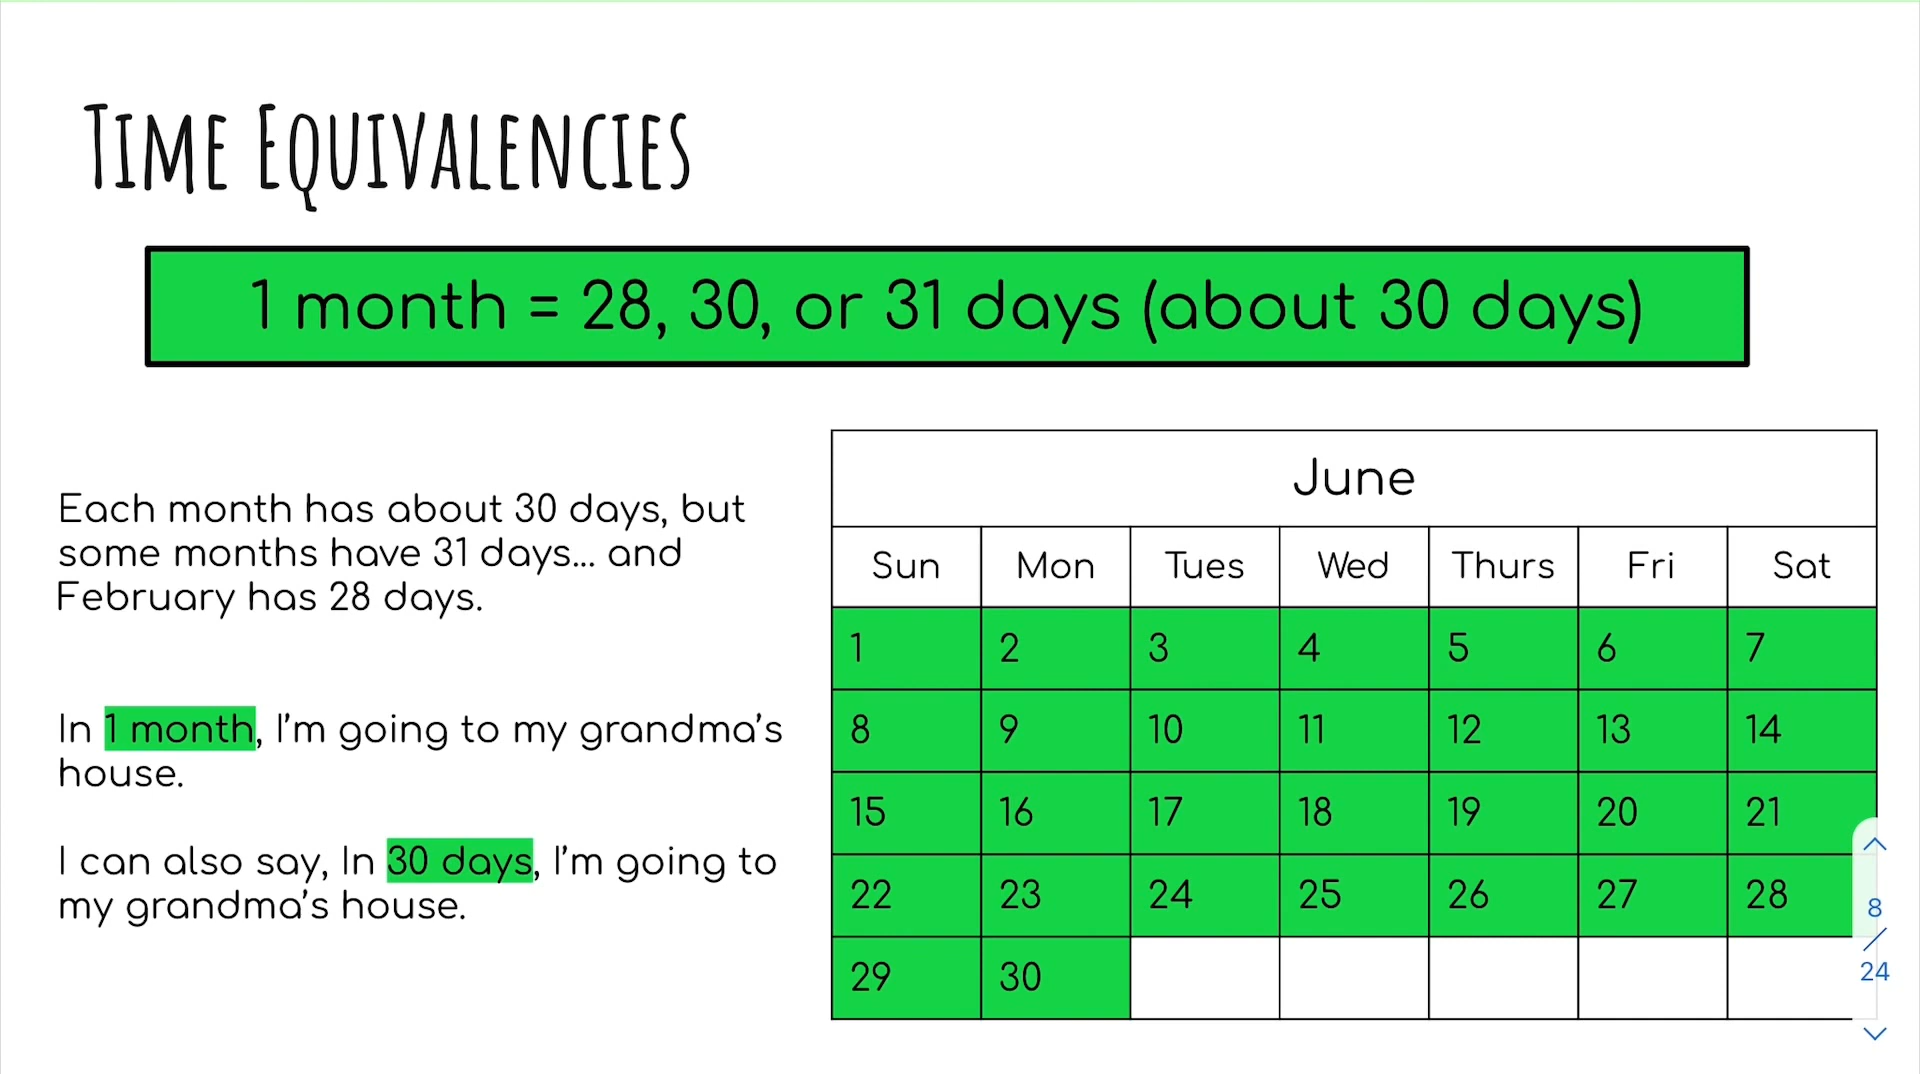 Time Equivalencies
1 month = 28, 30, or 31 days (about 30 days)
Each month has about 30 days, but
some months have 31 days... and
February has 28 days.
In 1 month, I'm going to my grandma's
house.
I can also say, In 30 days, I'm going to
my grandma's house.
June
Sun Mon Tues Wed Thurs Fri Sat
1 2 3 4 5 6 7
8 9 10 11 12 13 14
15 16 17 18 19 20 21
22 23 24 25 26 27 28
29 30
8
/
24